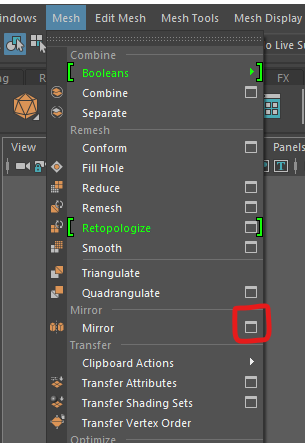 indows Mesh Edit Mesh Mesh Tools Mesh Display
Combine
o Live Su
Booleans
ng R FX
Combine
Separate
Remesh
View Conform Panels
Fill Hole
Reduce
Remesh
Retopologize
Smooth
Triangulate
Quadrangulate
Mirror
Mirror
Transfer
Clipboard Actions
Transfer Attributes
Transfer Shading Sets
Transfer Vertex Order
Optimize